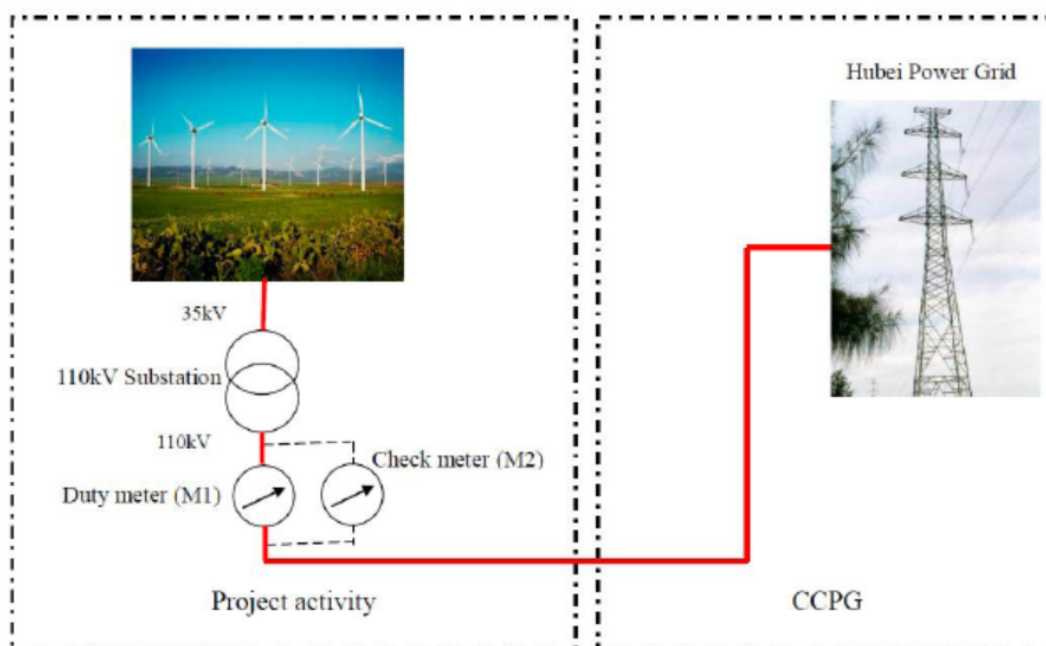 Hubei Power Grid
35kV
110kV Substation
110kV
Check meter (M2)
Duty meter (M1)
Project activity
CCPG